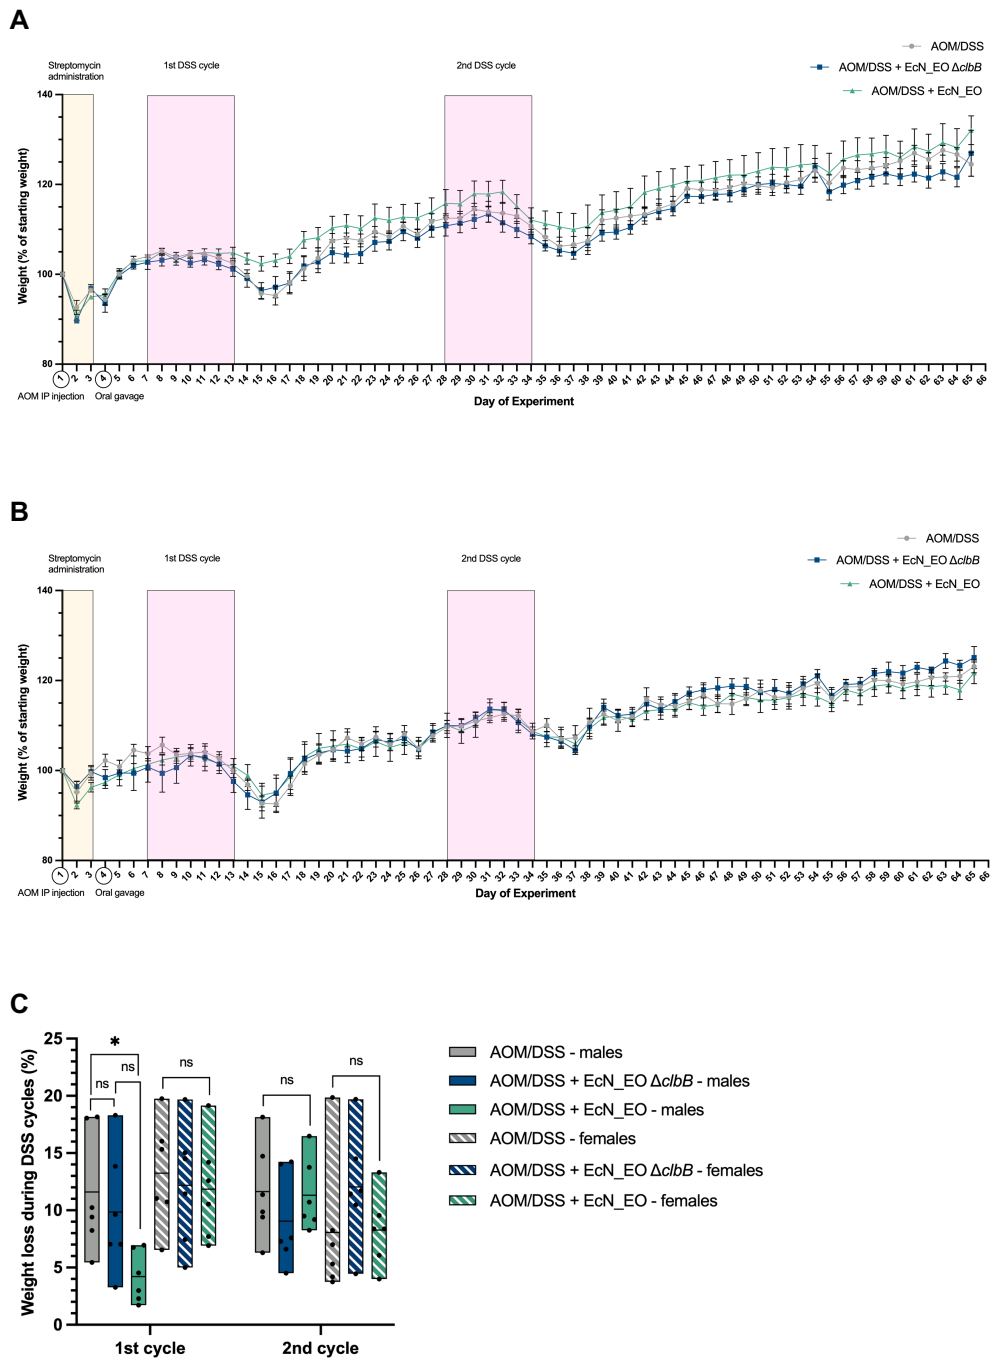 A
AOM/DSS
AOM/DSS + EcN_EO ΔclbB
AOM/DSS + EcN_EO
Streptomycin
administration
1st DSS cycle
2nd DSS cycle
Weight (% of starting weight)
140
120
100
80
1 2 3 4 5 6 7 8 9 10 11 12 13 14 15 16 17 18 19 20 21 22 23 24 25 26 27 28 29 30 31 32 33 34 35 36 37 38 39 40 41 42 43 44 45 46 47 48 49 50 51 52 53 54 55 56 57 58 59 60 61 62 63 64 65 66
AOM IP injection
Oral gavage
Day of Experiment
B
AOM/DSS
AOM/DSS + EcN_EO ΔclbB
AOM/DSS + EcN_EO
Streptomycin
administration
1st DSS cycle
2nd DSS cycle
Weight (% of starting weight)
140
120
100
80
1 2 3 4 5 6 7 8 9 10 11 12 13 14 15 16 17 18 19 20 21 22 23 24 25 26 27 28 29 30 31 32 33 34 35 36 37 38 39 40 41 42 43 44 45 46 47 48 49 50 51 52 53 54 55 56 57 58 59 60 61 62 63 64 65 66
AOM IP injection
Oral gavage
Day of Experiment
C
Weight loss during DSS cycles (%)
25
20
15
10
5
0
*
ns
ns
ns
ns
ns
1st cycle
2nd cycle
AOM/DSS - males
AOM/DSS + EcN_EO ΔclbB - males
AOM/DSS + EcN_EO - males
AOM/DSS - females
AOM/DSS + EcN_EO ΔclbB - females
AOM/DSS + EcN_EO - females